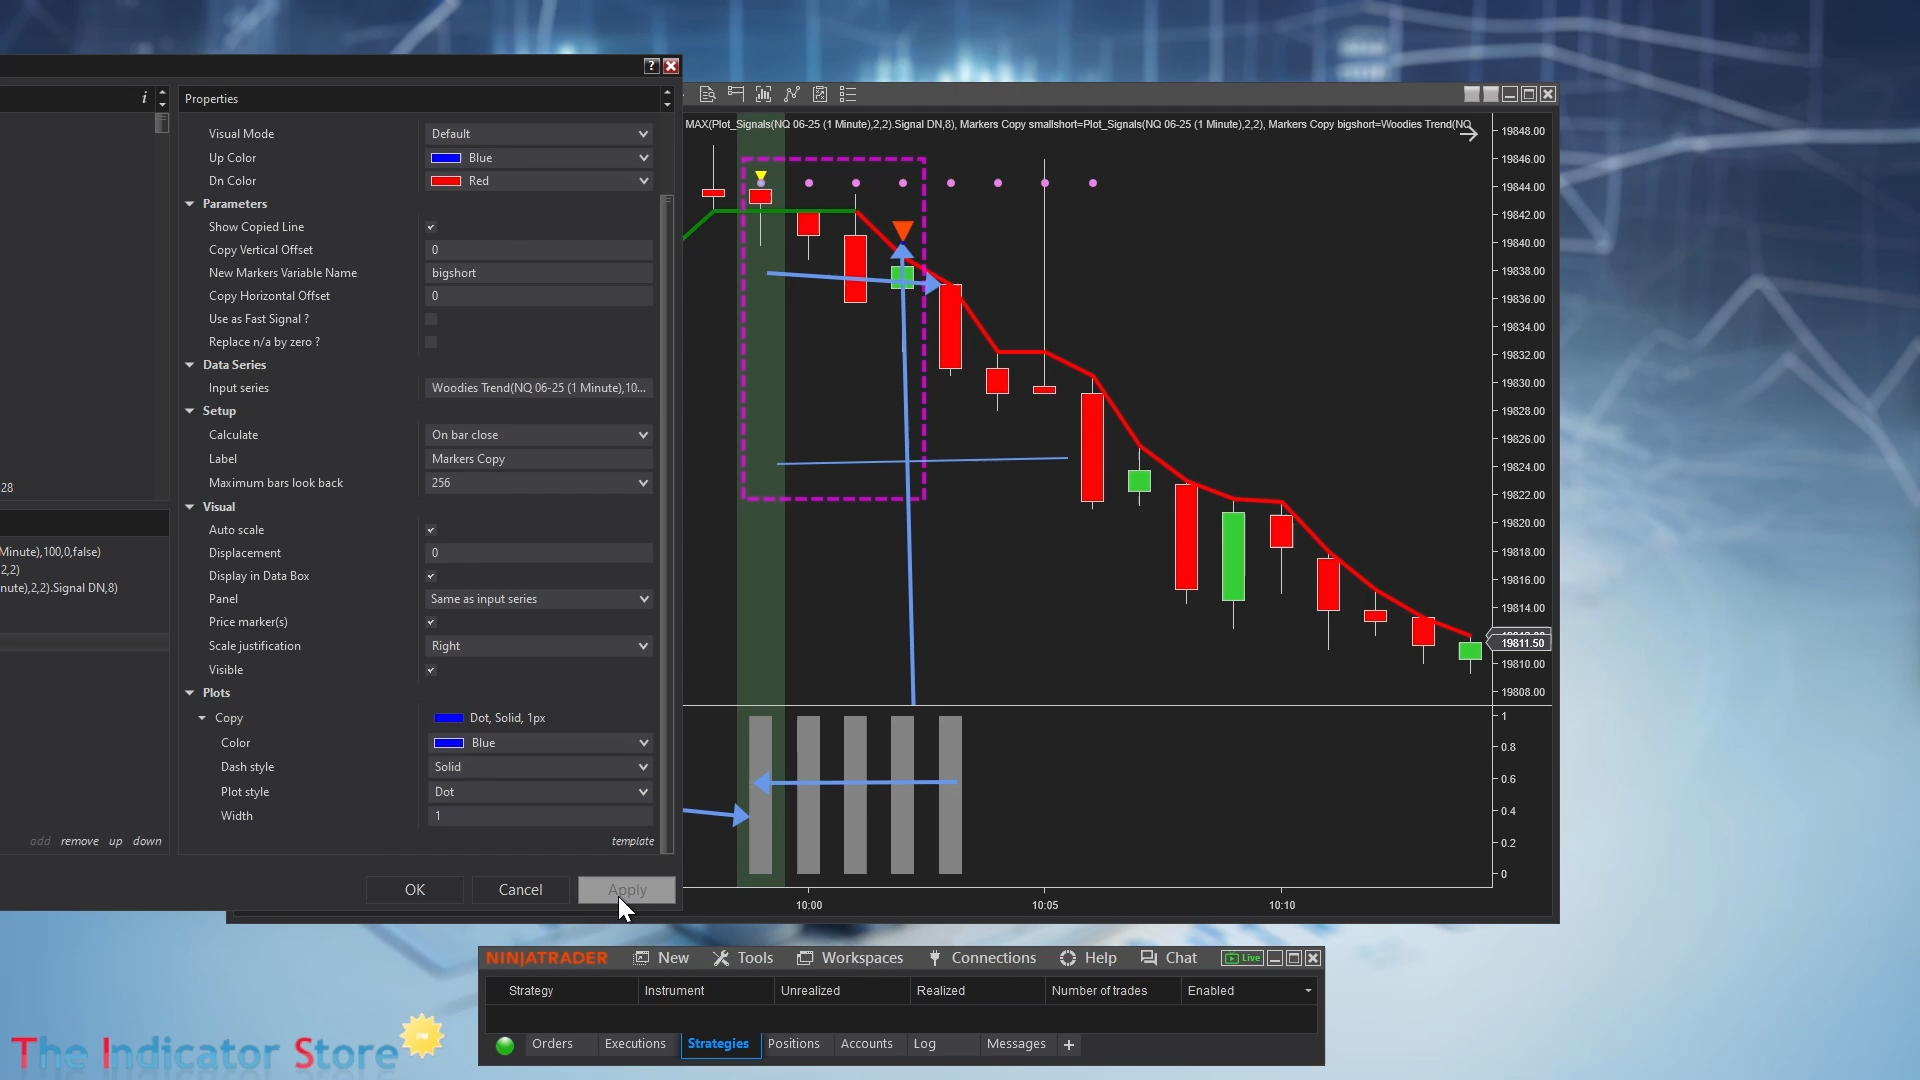 ?
i
Properties
Visual Mode Default
Up Color Blue
Dn Color Red
Parameters
Show Copied Line
Copy Vertical Offset 0
New Markers Variable Name bigshort
Copy Horizontal Offset 0
Use as Fast Signal ?
Replace n/a by zero ?
Data Series
Input series Woodies Trend(NQ 06-25 (1 Minute),10...
Setup
Calculate On bar close
Label Markers Copy
Maximum bars look back 256
Visual
Auto scale
Displacement 0
Display in Data Box
Panel Same as input series
Price marker(s)
Scale justification Right
Visible
Plots
Copy Dot, Solid, 1px
Color Blue
Dash style Solid
Plot style Dot
Width 1
template
28
Minute),100,0,false)
2,2)
nute),2,2).Signal DN,8)
add remove up down
OK Cancel Apply
MAX(Plot_Signals(NQ 06-25 (1 Minute),2,2).Signal DN,8), Markers Copy smallshort=Plot_Signals(NQ 06-25 (1 Minute),2,2), Markers Copy bigshort=Woodies Trend(NQ
19848.00
19846.00
19844.00
19842.00
19840.00
19838.00
19836.00
19834.00
19832.00
19830.00
19828.00
19826.00
19824.00
19822.00
19820.00
19818.00
19816.00
19814.00
19811.50
19810.00
19808.00
1
0.8
0.6
0.4
0.2
0
10:00 10:05 10:10
NINJATRADER New Tools Workspaces Connections Help Chat Live
Strategy Instrument Unrealized Realized Number of trades Enabled
Orders Executions Strategies Positions Accounts Log Messages +
The Indicator Store